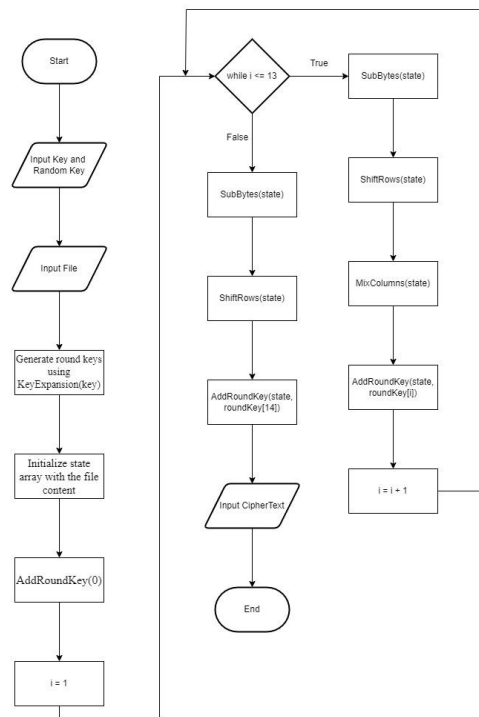 Start
Input Key and
Random Key
Input File
Generate round keys
using
KeyExpansion(key)
Initialize state
array with the file
content
AddRoundKey(0)
i = 1
while i <= 13
True
False
SubBytes(state)
ShiftRows(state)
AddRoundKey(state,
roundKey[14])
Input CipherText
End
SubBytes(state)
ShiftRows(state)
MixColumns(state)
AddRoundKey(state,
roundKey[i])
i = i + 1